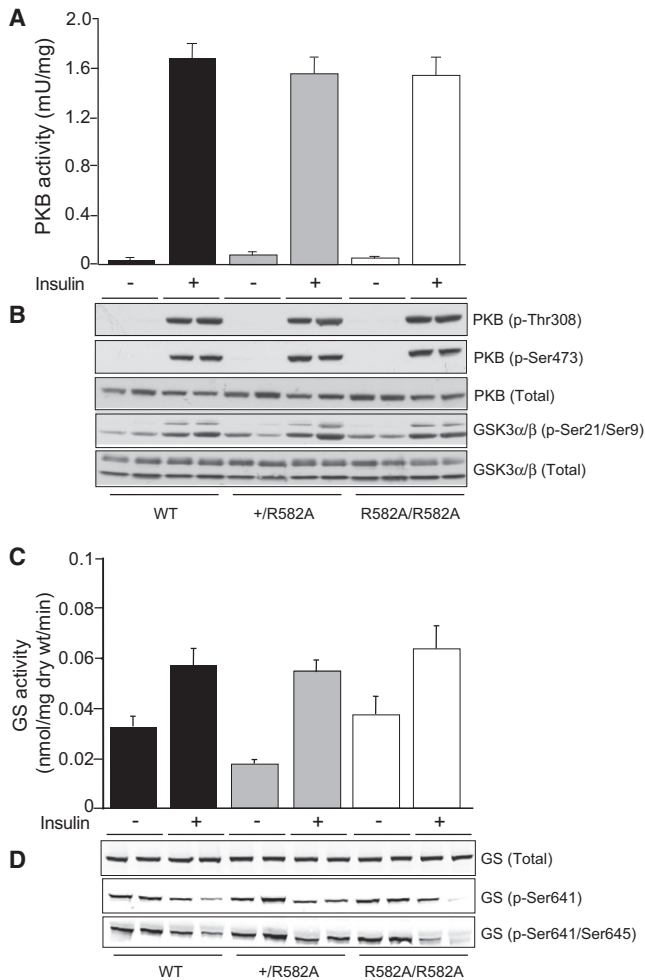 A
PKB activity (mU/mg)
2.0
1.6
1.2
0.8
0.4
0
Insulin - + - + - +
B
PKB (p-Thr308)
PKB (p-Ser473)
PKB (Total)
GSK3α/β (p-Ser21/Ser9)
GSK3α/β (Total)
WT +/R582A R582A/R582A
C
GS activity
(nmol/mg dry wt/min)
0.1
0.08
0.06
0.04
0.02
0
Insulin - + - + - +
D
GS (Total)
GS (p-Ser641)
GS (p-Ser641/Ser645)
WT +/R582A R582A/R582A